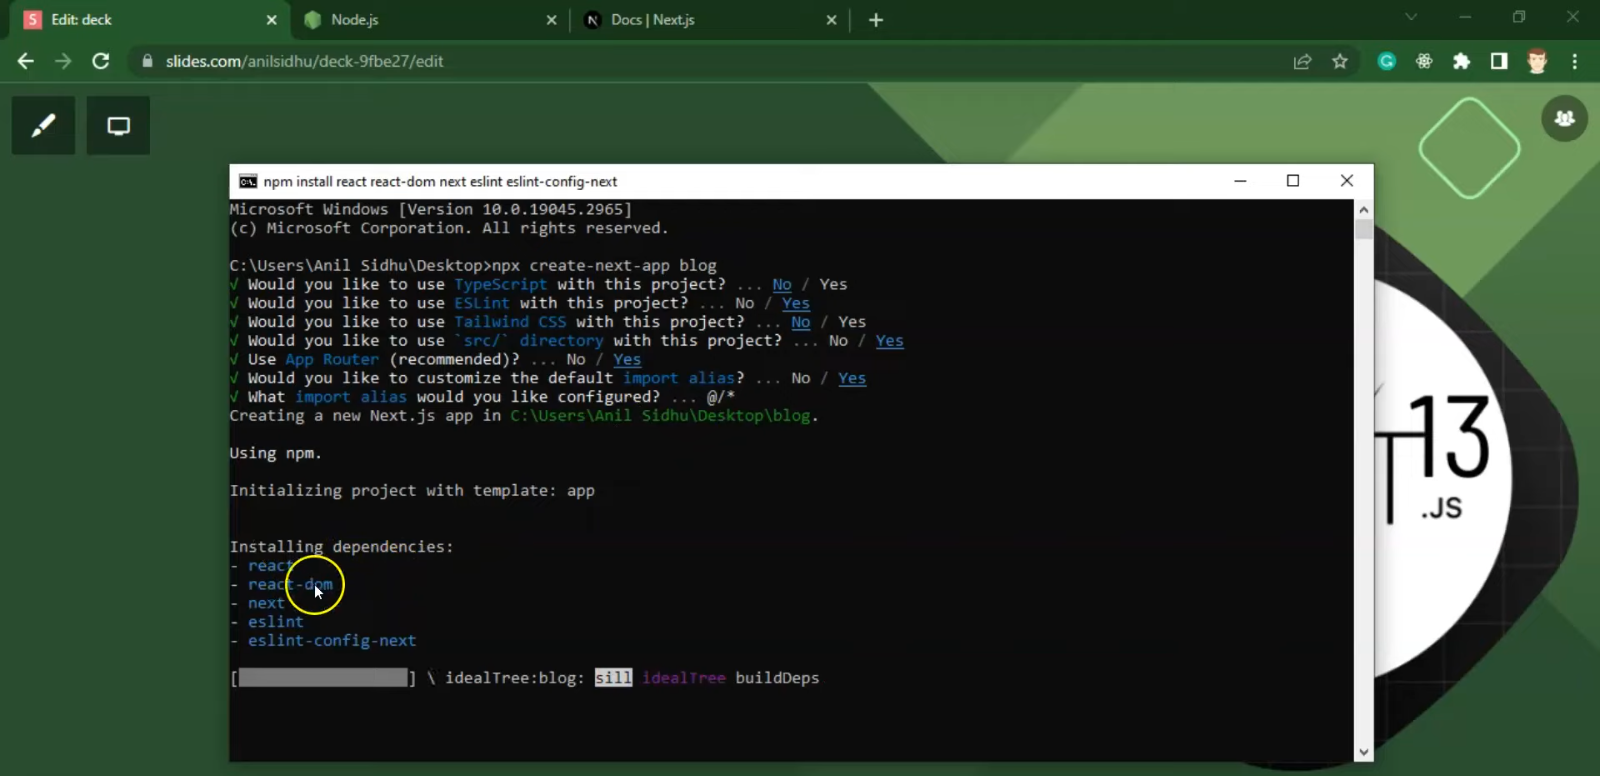 S Edit: deck
Node.js
N Docs | Next.js
slides.com/anilsidhu/deck-9fbe27/edit
npm install react react-dom next eslint eslint-config-next
Microsoft Windows [Version 10.0.19045.2965]
(c) Microsoft Corporation. All rights reserved.
C:\Users\Anil Sidhu\Desktop>npx create-next-app blog
√ Would you like to use TypeScript with this project? ... No / Yes
√ Would you like to use ESLint with this project? ... No / Yes
√ Would you like to use Tailwind CSS with this project? ... No / Yes
√ Would you like to use `src/` directory with this project? ... No / Yes
√ Use App Router (recommended)? ... No / Yes
√ Would you like to customize the default import alias? ... No / Yes
√ What import alias would you like configured? ... @/*
Creating a new Next.js app in C:\Users\Anil Sidhu\Desktop\blog.
Using npm.
Initializing project with template: app
Installing dependencies:
- react
- react-dom
- next
- eslint
- eslint-config-next
[                  ] \ idealTree:blog: sill idealTree buildDeps
T 13
.JS